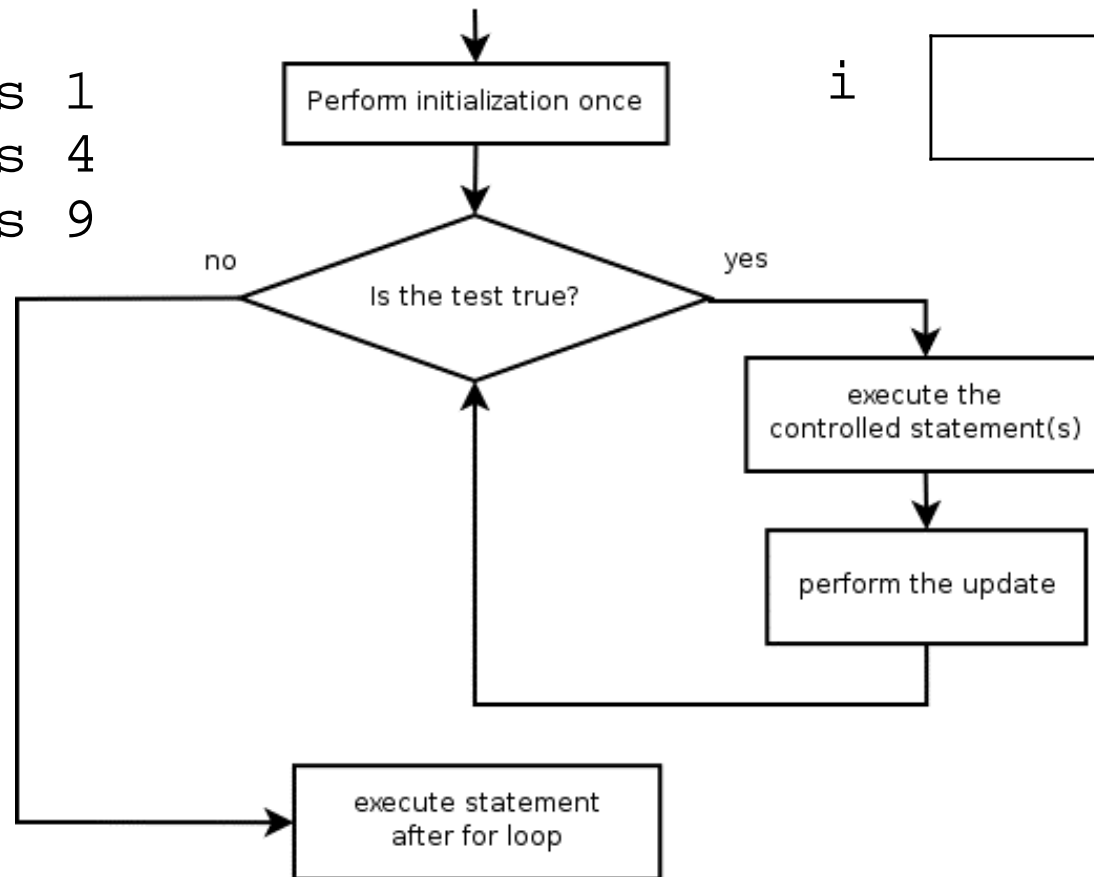 s 1
s 4
s 9
i
Perform initialization once
no
Is the test true?
yes
execute the
controlled statement(s)
perform the update
execute statement
after for loop